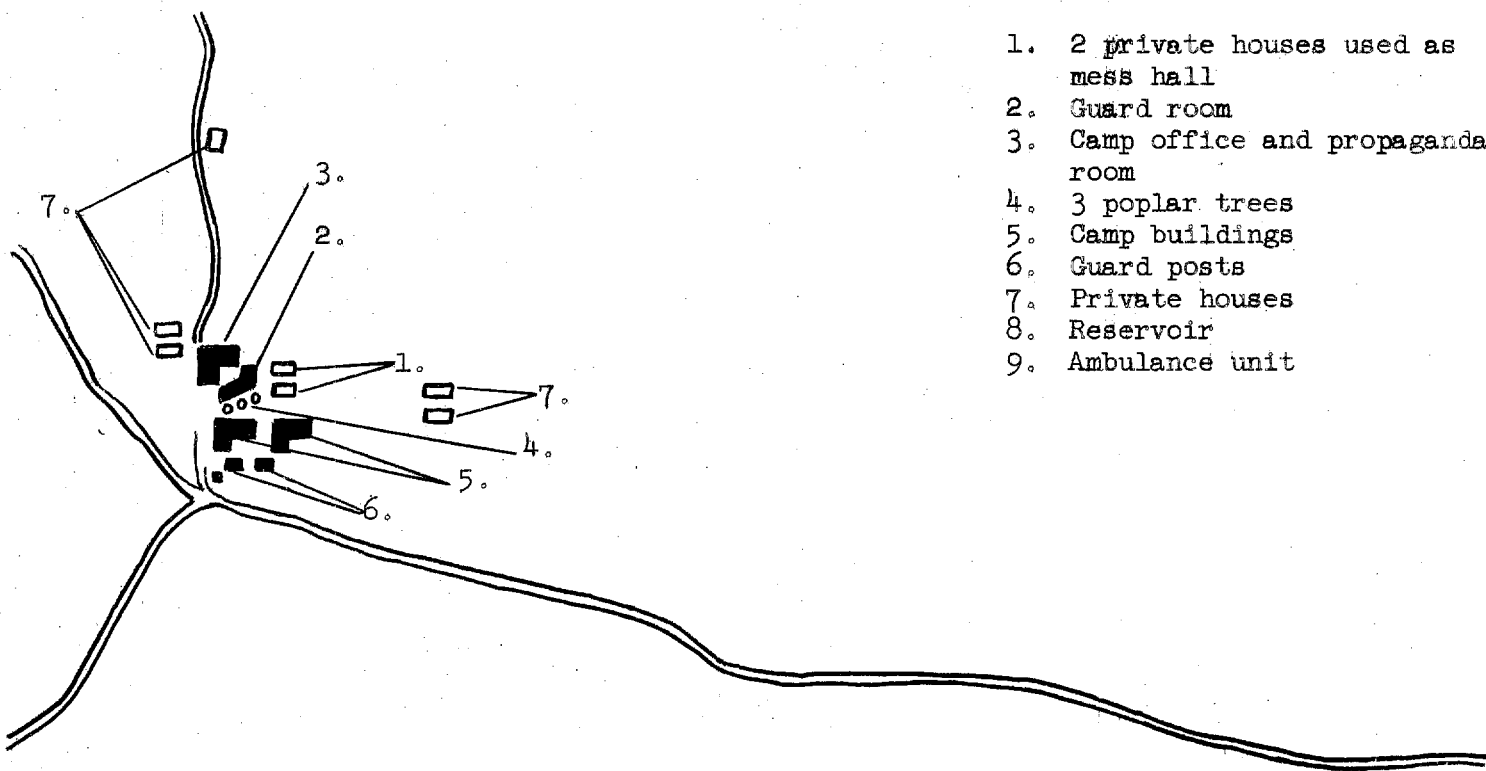 1. 2 private houses used as
mess hall
2. Guard room
3. Camp office and propaganda
room
4. 3 poplar trees
5. Camp buildings
6. Guard posts
7. Private houses
8. Reservoir
9. Ambulance unit
3.
7.
2.
1.
7.
4.
5.
6.